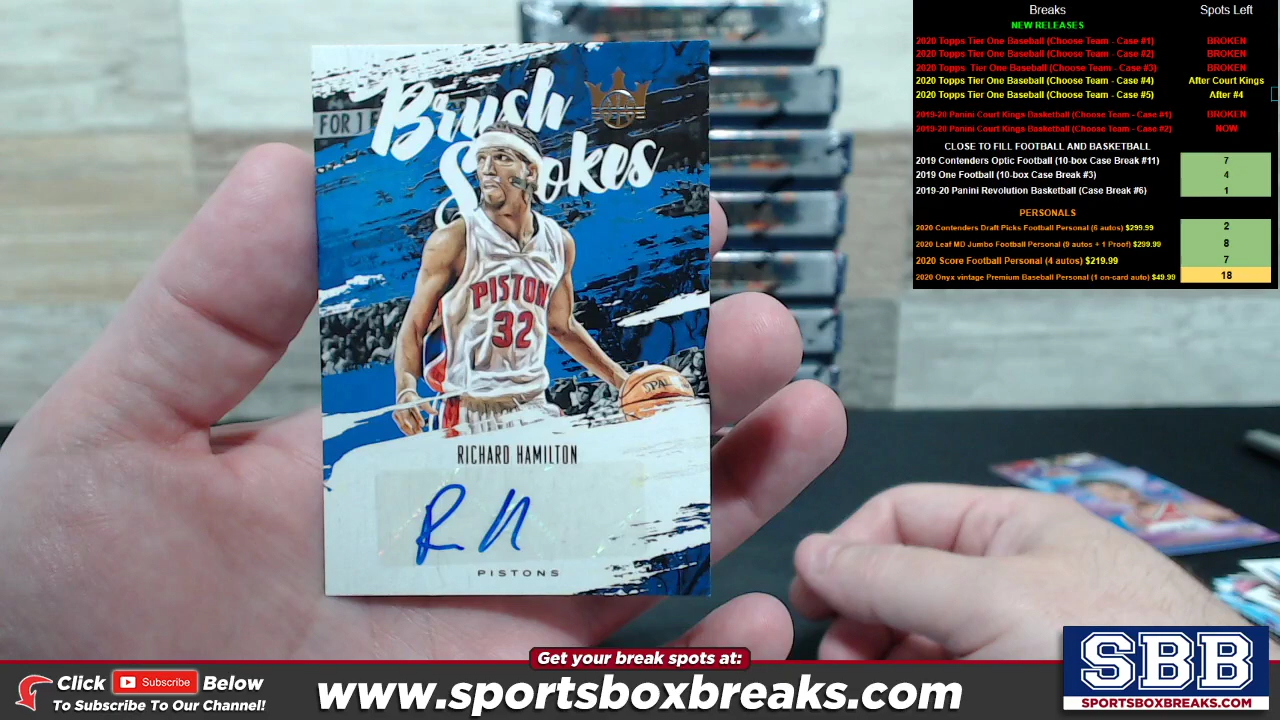 Breaks Spots Left
NEW RELEASES
2020 Topps Tier One Baseball (Choose Team - Case #1) BROKEN
2020 Topps Tier One Baseball (Choose Team - Case #2) BROKEN
2020 Topps Tier One Baseball (Choose Team - Case #3) BROKEN
2020 Topps Tier One Baseball (Choose Team - Case #4) After Court Kings
2020 Topps Tier One Baseball (Choose Team - Case #5) After #4
2019-20 Panini Court Kings Basketball (Choose Team - Case #1) BROKEN
2019-20 Panini Court Kings Basketball (Choose Team - Case #2) NOW
CLOSE TO FILL FOOTBALL AND BASKETBALL
2019 Contenders Optic Football (10-box Case Break #11) 7
2019 One Football (10-box Case Break #3) 4
2019-20 Panini Revolution Basketball (Case Break #6) 1
PERSONALS
2020 Contenders Draft Picks Football Personal (6 autos) $299.99 2
2020 Leaf MD Jumbo Football Personal (9 autos + 1 Proof) $299.99 8
2020 Score Football Personal (4 autos) $219.99 7
2020 Onyx vintage Premium Baseball Personal (1 on-card auto) $49.99 18
Brush
Strokes
FOR
PISTONS
32
SPAL
RICHARD HAMILTON
R H
PISTONS
Get your break spots at:
www.sportsboxbreaks.com
Click Subscribe Below
To Subscribe To Our Channel!
SBB
SPORTSBOXBREAKS.COM